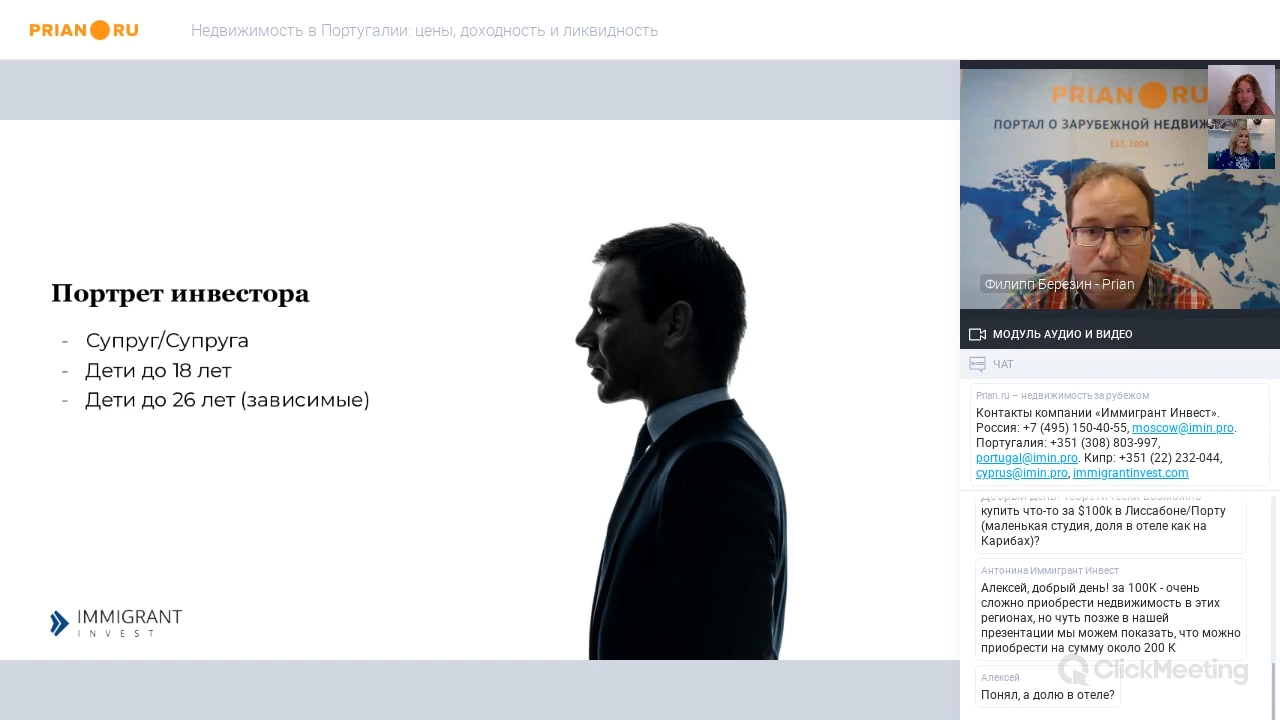 PRIAN RU
Недвижимость в Португалии: цены, доходность и ликвидность
Портрет инвестора
- Супруг/Супруга
- Дети до 18 лет
- Дети до 26 лет (зависимые)
IMMIGRANT
INVEST
PRIAN RU
ПОРТАЛ О ЗАРУБЕЖНОЙ
EST. 2004
Филипп Березин - Prian
МОДУЛЬ АУДИО И ВИДЕО
ЧАТ
Prian.ru – недвижимость за рубежом
Контакты компании «Иммигрант Инвест».
Россия: +7 (495) 150-40-55, moscow@imin.pro.
Португалия: +351 (308) 803-997,
portugal@imin.pro. Кипр: +351 (22) 232-044,
cyprus@imin.pro, immigrantinvest.com
Добрый день! Теоретически возможно
купить что-то за $100k в Лиссабоне/Порту
(маленькая студия, доля в отеле как на
Карибах)?
Антонина Иммигрант Инвест
Алексей, добрый день! за 100К - очень
сложно приобрести недвижимость в этих
регионах, но чуть позже в нашей
презентации мы можем показать, что можно
приобрести на сумму около 200 К
ClickMeeting
Алексей
Понял, а долю в отеле?